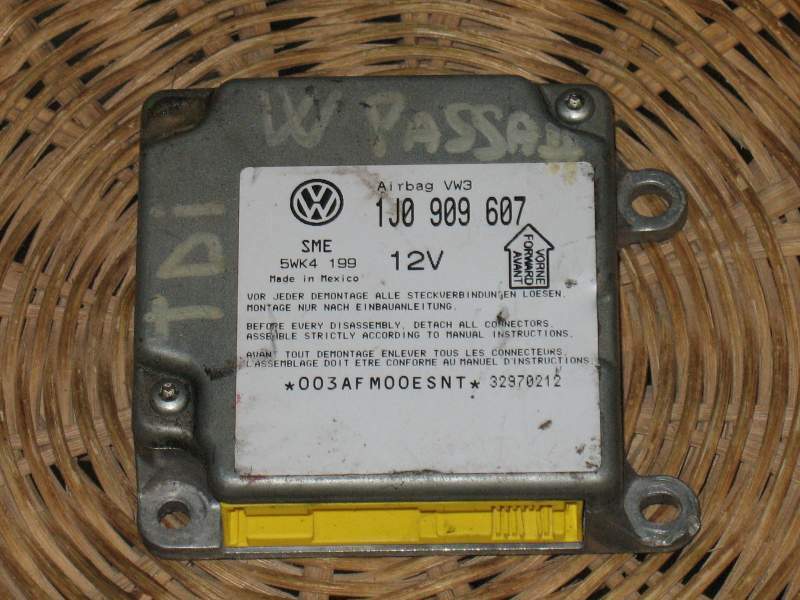 W PASSAT
TDi
Airbag VW3
1J0 909 607
SME
5WK4 199
12V
Made in Mexico
VORNE
FORWARD
AVANT
VOR JEDER DEMONTAGE ALLE STECKVERBINDUNGEN LOESEN.
MONTAGE NUR NACH EINBAUANLEITUNG.
BEFORE EVERY DISASSEMBLY, DETACH ALL CONNECTORS.
ASSEMBLE STRICTLY ACCORDING TO MANUAL INSTRUCTIONS.
AVANT TOUT DEMONTAGE ENLEVER TOUS LES CONNECTEURS.
L'ASSEMBLAGE DOIT ETRE CONFORME AU MANUEL D'INSTRUCTIONS
*003AFM00ESNT* 32970212